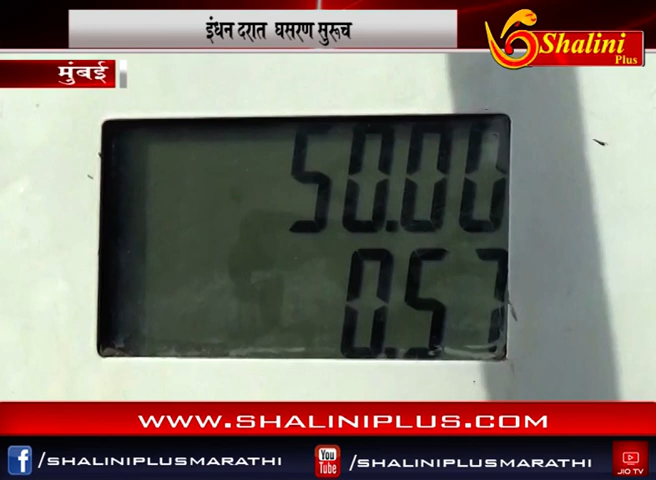 इंधन दरात घसरण सुरूच
Shalini
Plus
मुंबई
50.00
0.57
WWW.SHALINIPLUS.COM
f /SHALINIPLUSMARATHI
You Tube /SHALINIPLUSMARATHI
JIO TV